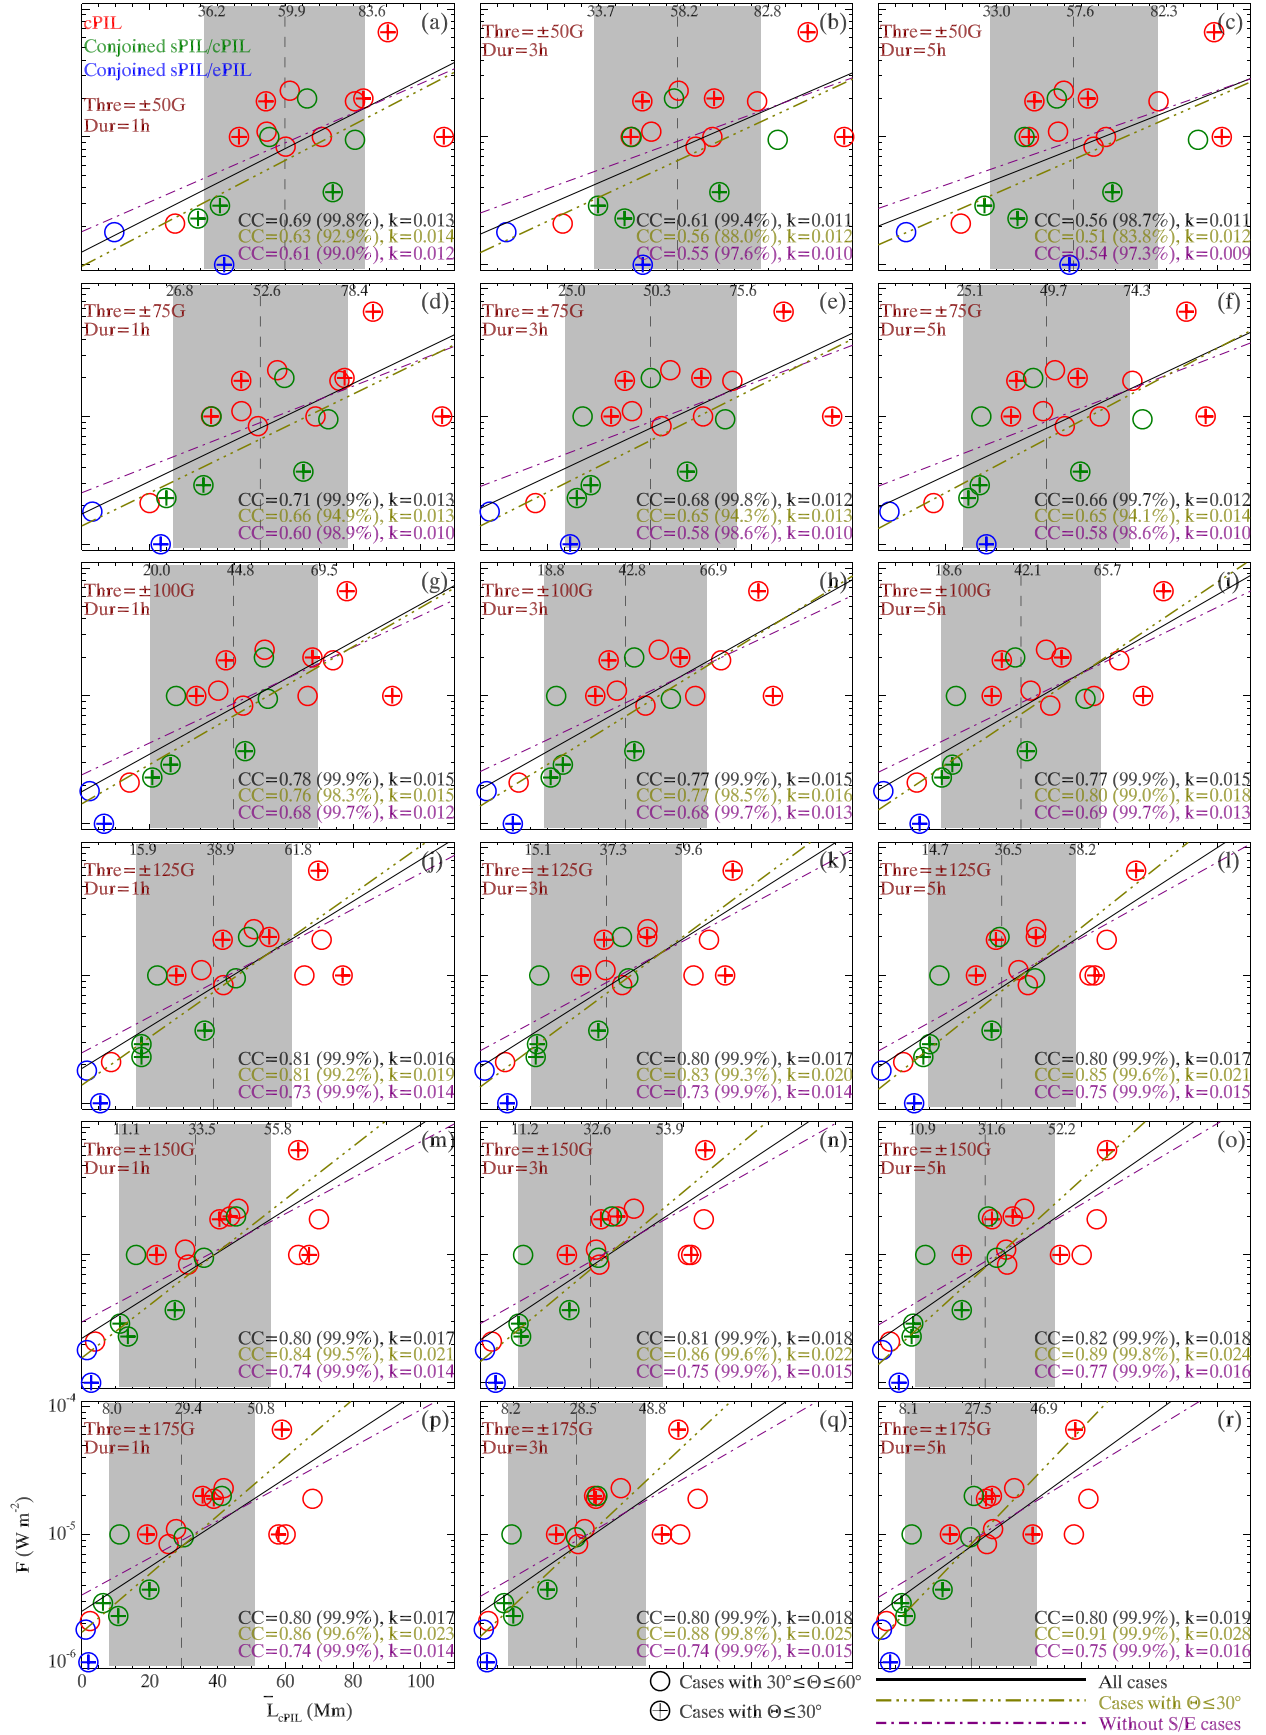 36.2 59.9 83.6 33.7 58.2 82.8 33.0 57.6 82.3
cPIL (a) (b) (c)
Conjoined sPIL/cPIL Thre=±50G Thre=±50G
Conjoined sPIL/ePIL Dur=3h Dur=5h
Thre=±50G
Dur=1h
CC=0.69 (99.8%), k=0.013 CC=0.61 (99.4%), k=0.011 CC=0.56 (98.7%), k=0.011
CC=0.63 (92.9%), k=0.014 CC=0.56 (88.0%), k=0.012 CC=0.51 (83.8%), k=0.012
CC=0.61 (99.0%), k=0.012 CC=0.55 (97.6%), k=0.010 CC=0.54 (97.3%), k=0.009
26.8 52.6 78.4 25.0 50.3 75.6 25.1 49.7 74.3
Thre=±75G (d) Thre=±75G (e) Thre=±75G (f)
Dur=1h Dur=3h Dur=5h
CC=0.71 (99.9%), k=0.013 CC=0.68 (99.8%), k=0.012 CC=0.66 (99.7%), k=0.012
CC=0.66 (94.9%), k=0.013 CC=0.65 (94.3%), k=0.013 CC=0.65 (94.1%), k=0.014
CC=0.60 (98.9%), k=0.010 CC=0.58 (98.6%), k=0.010 CC=0.58 (98.6%), k=0.010
20.0 44.8 69.5 18.8 42.8 66.9 18.6 42.1 65.7
Thre=±100G (g) Thre=±100G (h) Thre=±100G (i)
Dur=1h Dur=3h Dur=5h
CC=0.78 (99.9%), k=0.015 CC=0.77 (99.9%), k=0.015 CC=0.77 (99.9%), k=0.015
CC=0.76 (98.3%), k=0.015 CC=0.77 (98.5%), k=0.016 CC=0.80 (99.0%), k=0.018
CC=0.68 (99.7%), k=0.012 CC=0.68 (99.7%), k=0.013 CC=0.69 (99.7%), k=0.013
15.9 38.9 61.8 15.1 37.3 59.6 14.7 36.5 58.2
Thre=±125G (j) Thre=±125G (k) Thre=±125G (l)
Dur=1h Dur=3h Dur=5h
CC=0.81 (99.9%), k=0.016 CC=0.80 (99.9%), k=0.017 CC=0.80 (99.9%), k=0.017
CC=0.81 (99.2%), k=0.019 CC=0.83 (99.3%), k=0.020 CC=0.85 (99.6%), k=0.021
CC=0.73 (99.9%), k=0.014 CC=0.73 (99.9%), k=0.014 CC=0.75 (99.9%), k=0.015
11.1 33.5 55.8 11.2 32.6 53.9 10.9 31.6 52.2
Thre=±150G (m) Thre=±150G (n) Thre=±150G (o)
Dur=1h Dur=3h Dur=5h
CC=0.80 (99.9%), k=0.017 CC=0.81 (99.9%), k=0.018 CC=0.82 (99.9%), k=0.018
CC=0.84 (99.5%), k=0.021 CC=0.86 (99.6%), k=0.022 CC=0.89 (99.8%), k=0.024
CC=0.74 (99.9%), k=0.014 CC=0.75 (99.9%), k=0.015 CC=0.77 (99.9%), k=0.016
10⁻⁴ 8.0 29.4 50.8 8.2 28.5 48.8 8.1 27.5 46.9
Thre=±175G (p) Thre=±175G (q) Thre=±175G (r)
Dur=1h Dur=3h Dur=5h
10⁻⁵
F (W m⁻²)
CC=0.80 (99.9%), k=0.017 CC=0.80 (99.9%), k=0.018 CC=0.80 (99.9%), k=0.019
CC=0.86 (99.6%), k=0.023 CC=0.88 (99.8%), k=0.025 CC=0.91 (99.9%), k=0.028
CC=0.74 (99.9%), k=0.014 CC=0.74 (99.9%), k=0.015 CC=0.75 (99.9%), k=0.016
10⁻⁶
0 20 40 60 80 100
L̅cPIL (Mm)
Cases with 30°≤Θ≤60°
Cases with Θ≤30°
All cases
Cases with Θ≤30°
Without S/E cases